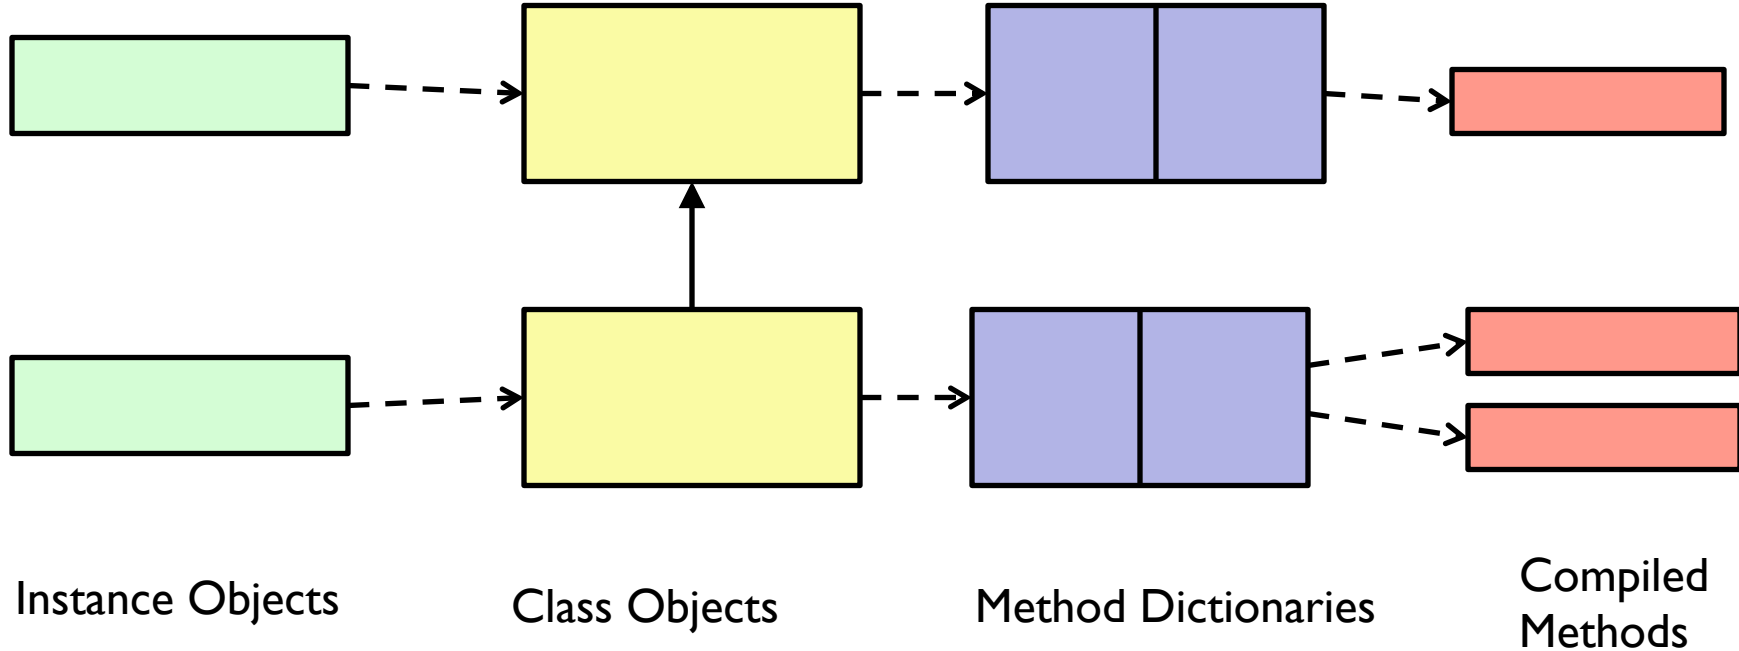 Instance Objects
Class Objects
Method Dictionaries
Compiled
Methods